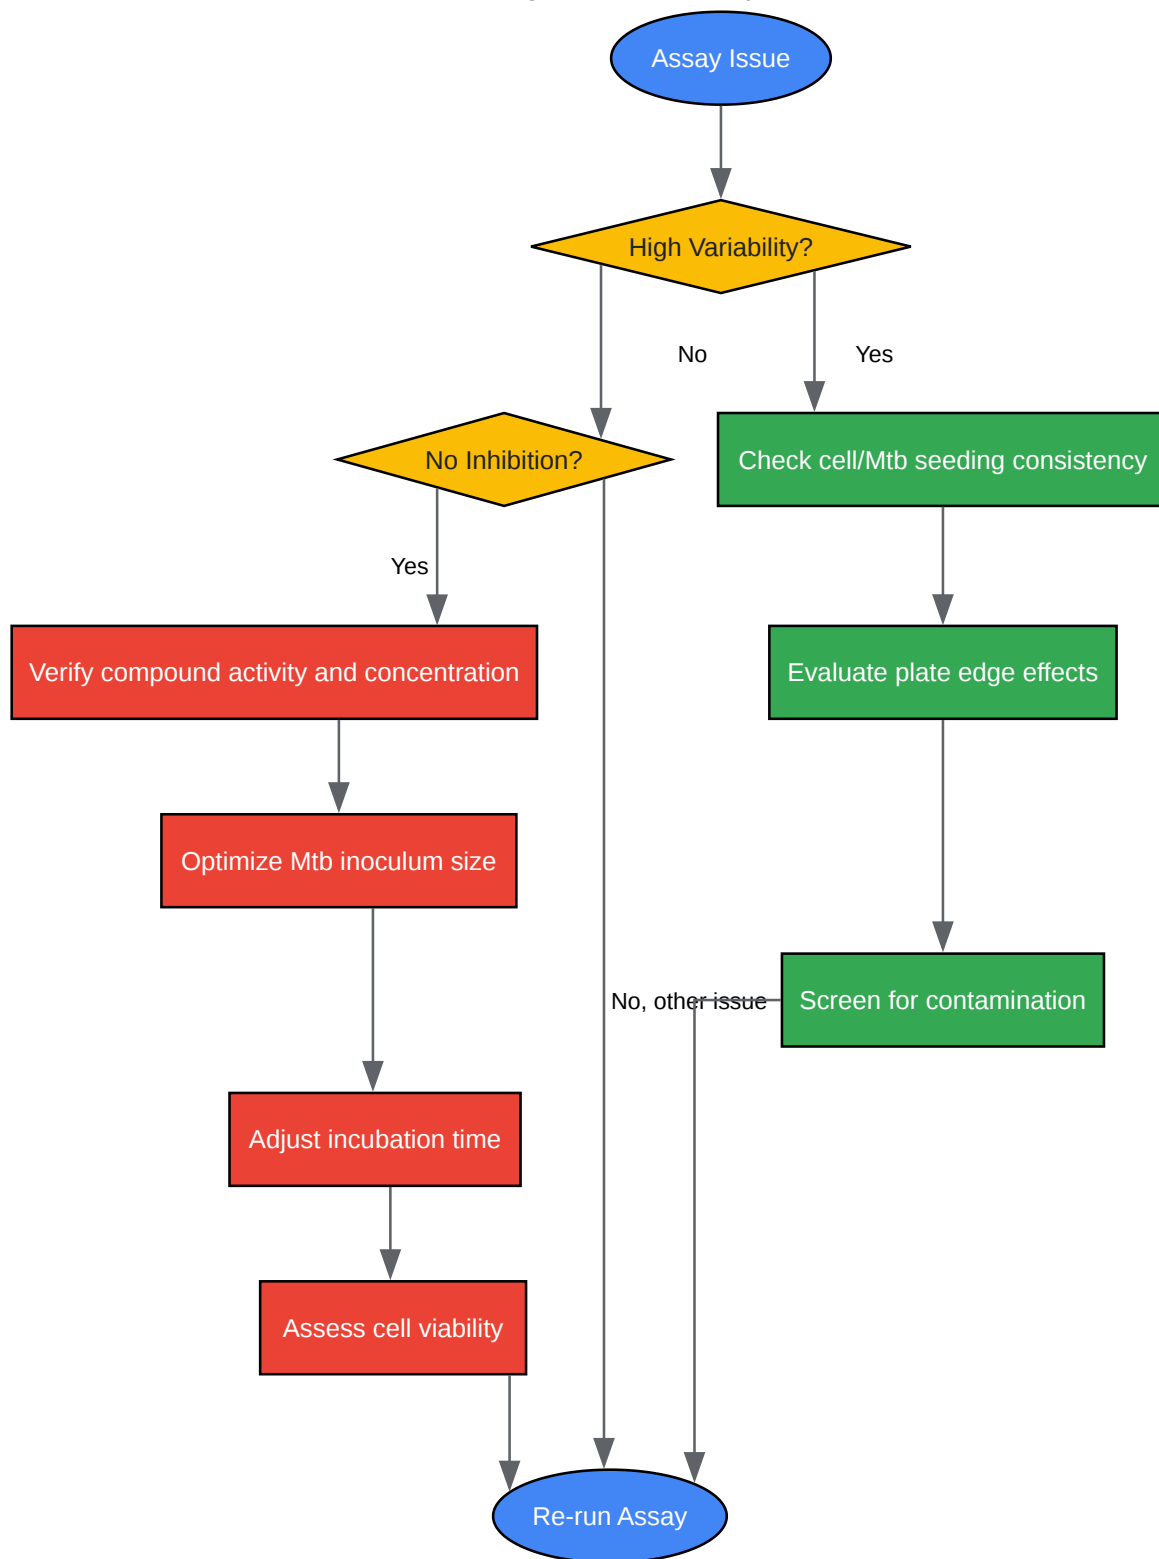 Assay Issue
High Variability?
No
Yes
No Inhibition?
Check cell/Mtb seeding consistency
Yes
Verify compound activity and concentration
Evaluate plate edge effects
Optimize Mtb inoculum size
No, other issue
Screen for contamination
Adjust incubation time
Assess cell viability
Re-run Assay